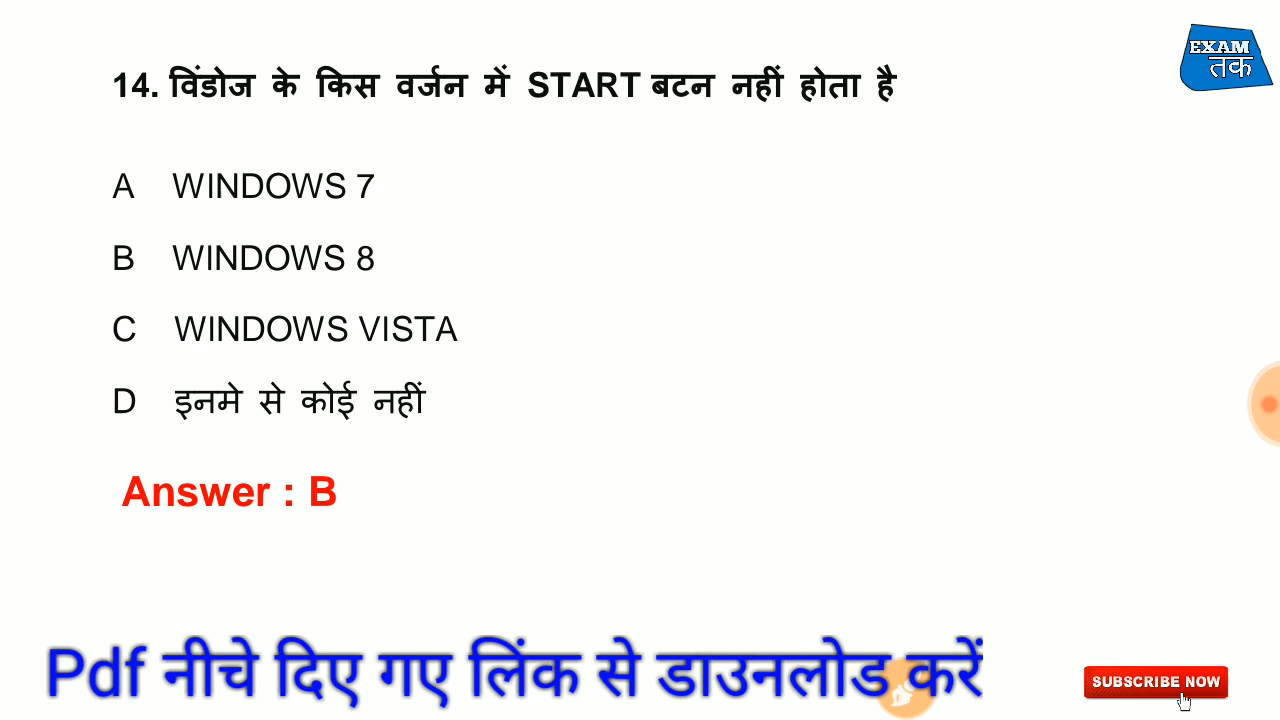 EXAM
तक
14. विंडोज के किस वर्जन में START बटन नहीं होता है
A WINDOWS 7
B WINDOWS 8
C WINDOWS VISTA
D इनमे से कोई नहीं
Answer : B
Pdf नीचे दिए गए लिंक से डाउनलोड करें
SUBSCRIBE NOW